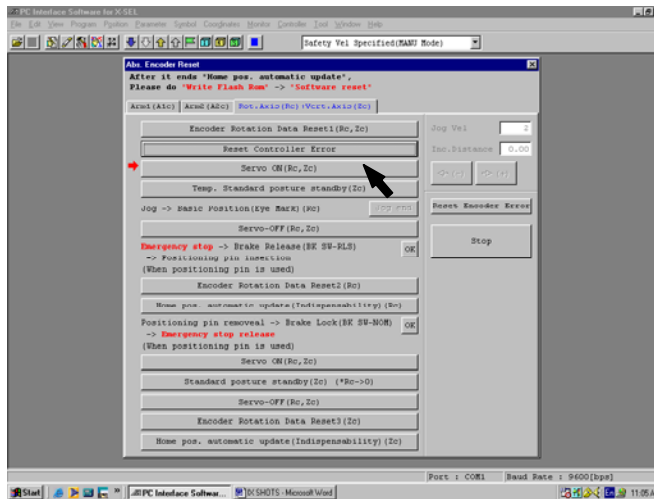 PC Interface Software for X-SEL
File Edit View Program Position Parameter Symbol Coordinates Monitor Controller Tool Window Help
Safety Vel Specified(MANU Mode)
Abs. Encoder Reset
After it ends "Home pos. automatic update",
Please do "Write Flash Rom" -> "Software reset"
Arm1(A1c) Arm2(A2c) Rot.Axis(Rc)+Vert.Axis(Zc)
Encoder Rotation Data Reset1(Rc,Zc)
Jog Vel 2
Reset Controller Error
Inc.Distance 0.00
Servo ON(Rc,Zc)
(-) (+)
Temp. Standard posture standby(Zc)
Jog -> Basic Position(Eye Mark)(Rc) Jog end
Reset Encoder Error
Servo-OFF(Rc,Zc)
Stop
Emergency stop -> Brake Release(BK SW-RLS)
-> Positioning pin insertion
OK
(When positioning pin is used)
Encoder Rotation Data Reset2(Rc)
Home pos. automatic update(Indispensability)(Rc)
Positioning pin removeal -> Brake Lock(BK SW-NOM)
-> Emergency stop release
OK
(When positioning pin is used)
Servo ON(Rc,Zc)
Standard posture standby(Zc) (*Rc->0)
Servo-OFF(Rc,Zc)
Encoder Rotation Data Reset3(Zc)
Home pos. automatic update(Indispensability)(Zc)
Port : COM1 Baud Rate : 9600[bps]
Start PC Interface Softwar... IX SHOTS - Microsoft Word 11:05